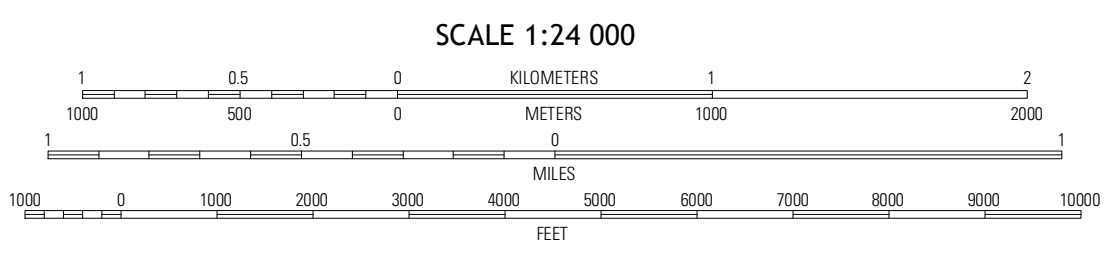 SCALE 1:24 000
1 0.5 0 KILOMETERS 1 2
1000 500 0 METERS 1000 2000
1 0.5 0 1
MILES
1000 0 1000 2000 3000 4000 5000 6000 7000 8000 9000 10000
FEET